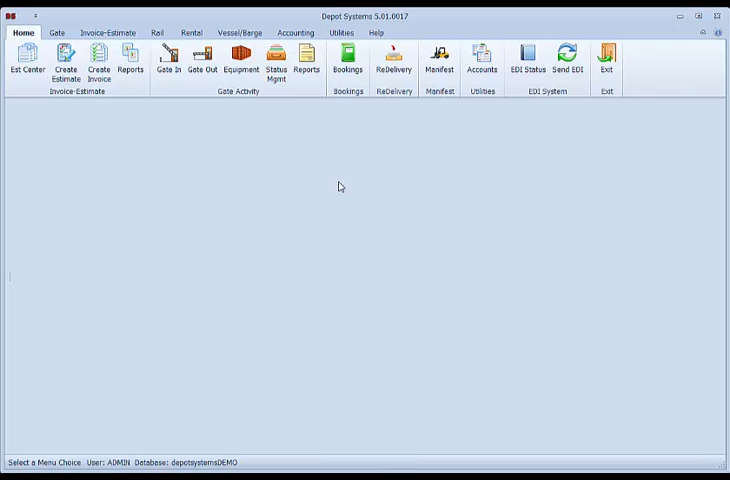 Depot Systems 5.01.0017
Home Gate Invoice-Estimate Rail Rental Vessel/Barge Accounting Utilities Help
Est Center Create Estimate Create Invoice Reports Gate In Gate Out Equipment Status Mgmt Reports Bookings ReDelivery Manifest Accounts EDI Status Send EDI Exit
Invoice-Estimate Gate Activity Bookings ReDelivery Manifest Utilities EDI System Exit
Select a Menu Choice User: ADMIN Database: depotsystemsDEMO